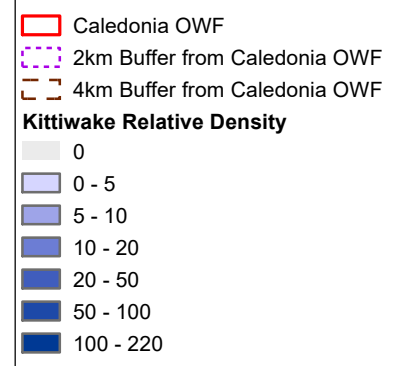 Caledonia OWF
2km Buffer from Caledonia OWF
4km Buffer from Caledonia OWF
Kittiwake Relative Density
0
0 - 5
5 - 10
10 - 20
20 - 50
50 - 100
100 - 220